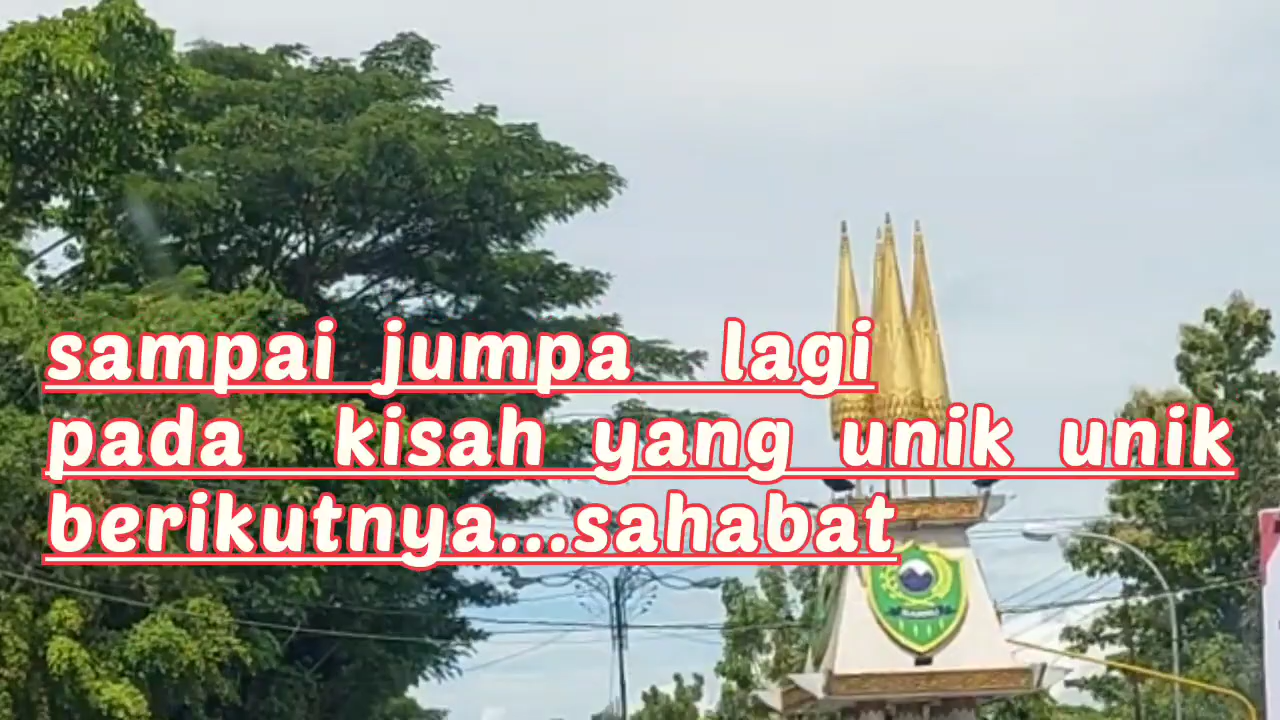 sampai jumpa lagi
pada kisah yang unik unik
berikutnya...sahabat